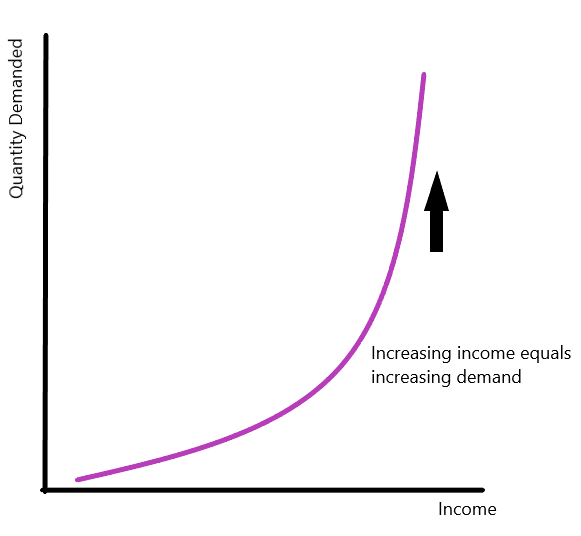 Quantity Demanded
Increasing income equals
increasing demand
Income